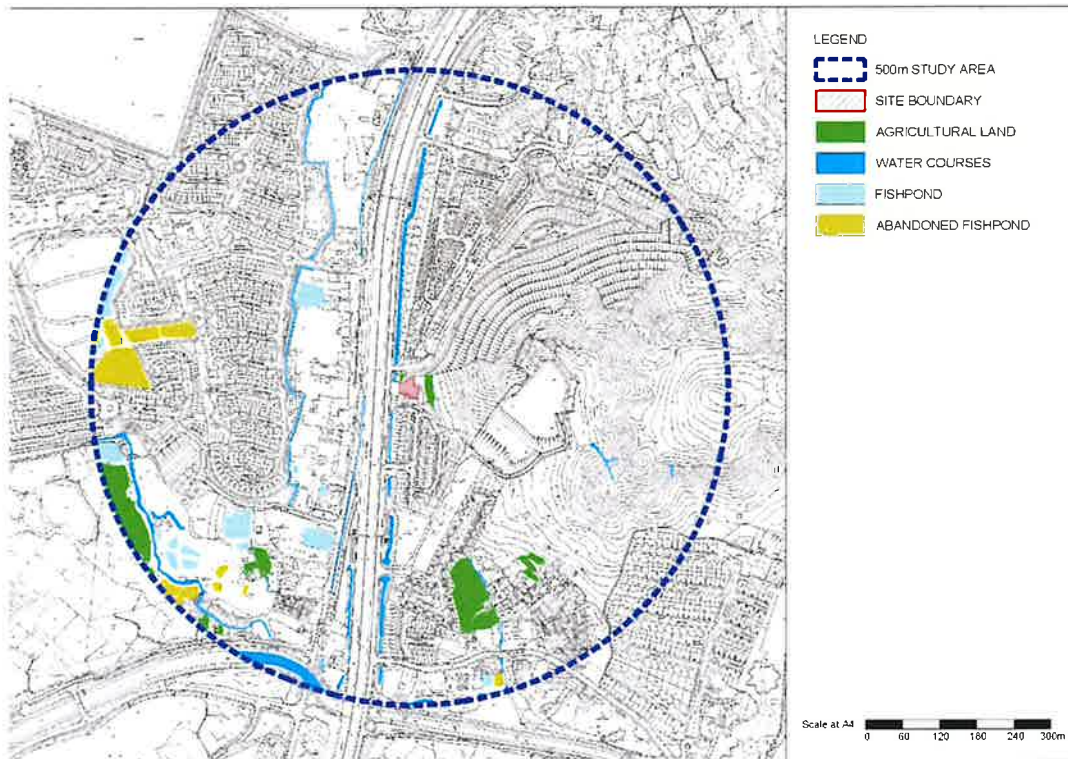 LEGEND
500m STUDY AREA
SITE BOUNDARY
AGRICULTURAL LAND
WATER COURSES
FISHPOND
ABANDONED FISHPOND
Scale at A4
0 60 120 180 240 300m